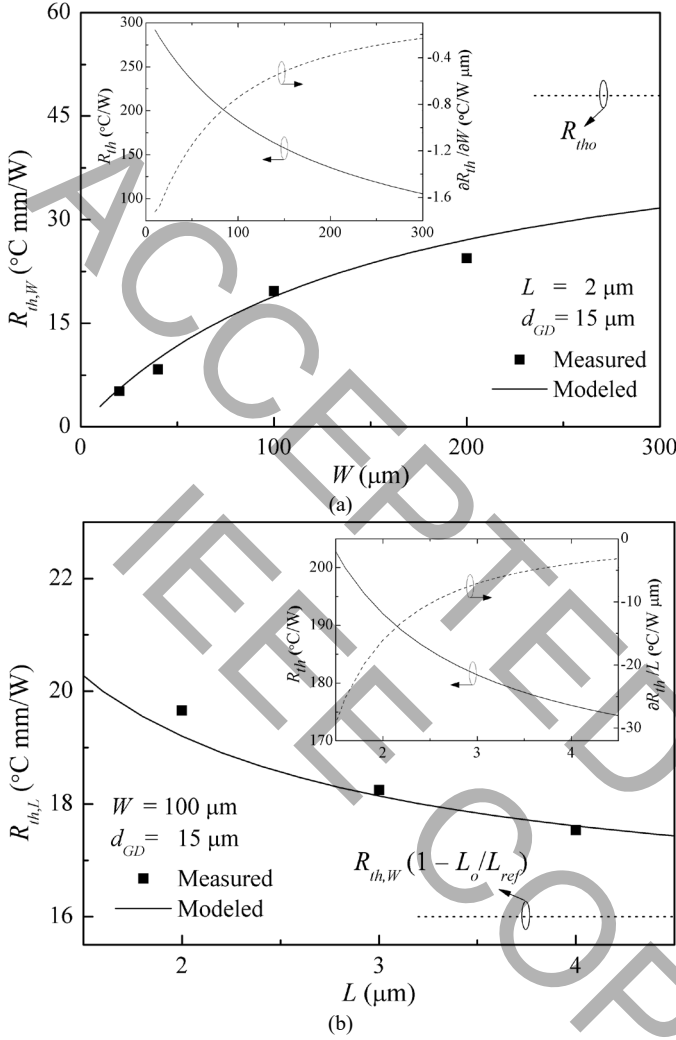 60
45
30
15
0
R_th,W (°C mm/W)
300
250
200
150
100
R_th (°C/W)
-0.4
-0.8
-1.2
-1.6
∂R_th /∂W (°C/W μm)
0 100 200 300
R_tho
L = 2 μm
d_GD = 15 μm
Measured
Modeled
0 100 200 300
W (μm)
(a)
22
20
18
16
R_th,L (°C mm/W)
200
190
180
170
R_th (°C/W)
0
-10
-20
-30
∂R_th /L (°C/W μm)
2 3 4
W = 100 μm
d_GD = 15 μm
Measured
Modeled
R_th,W (1 – L_o/L_ref)
2 3 4
L (μm)
(b)
ACCEPTED
IEEE COP